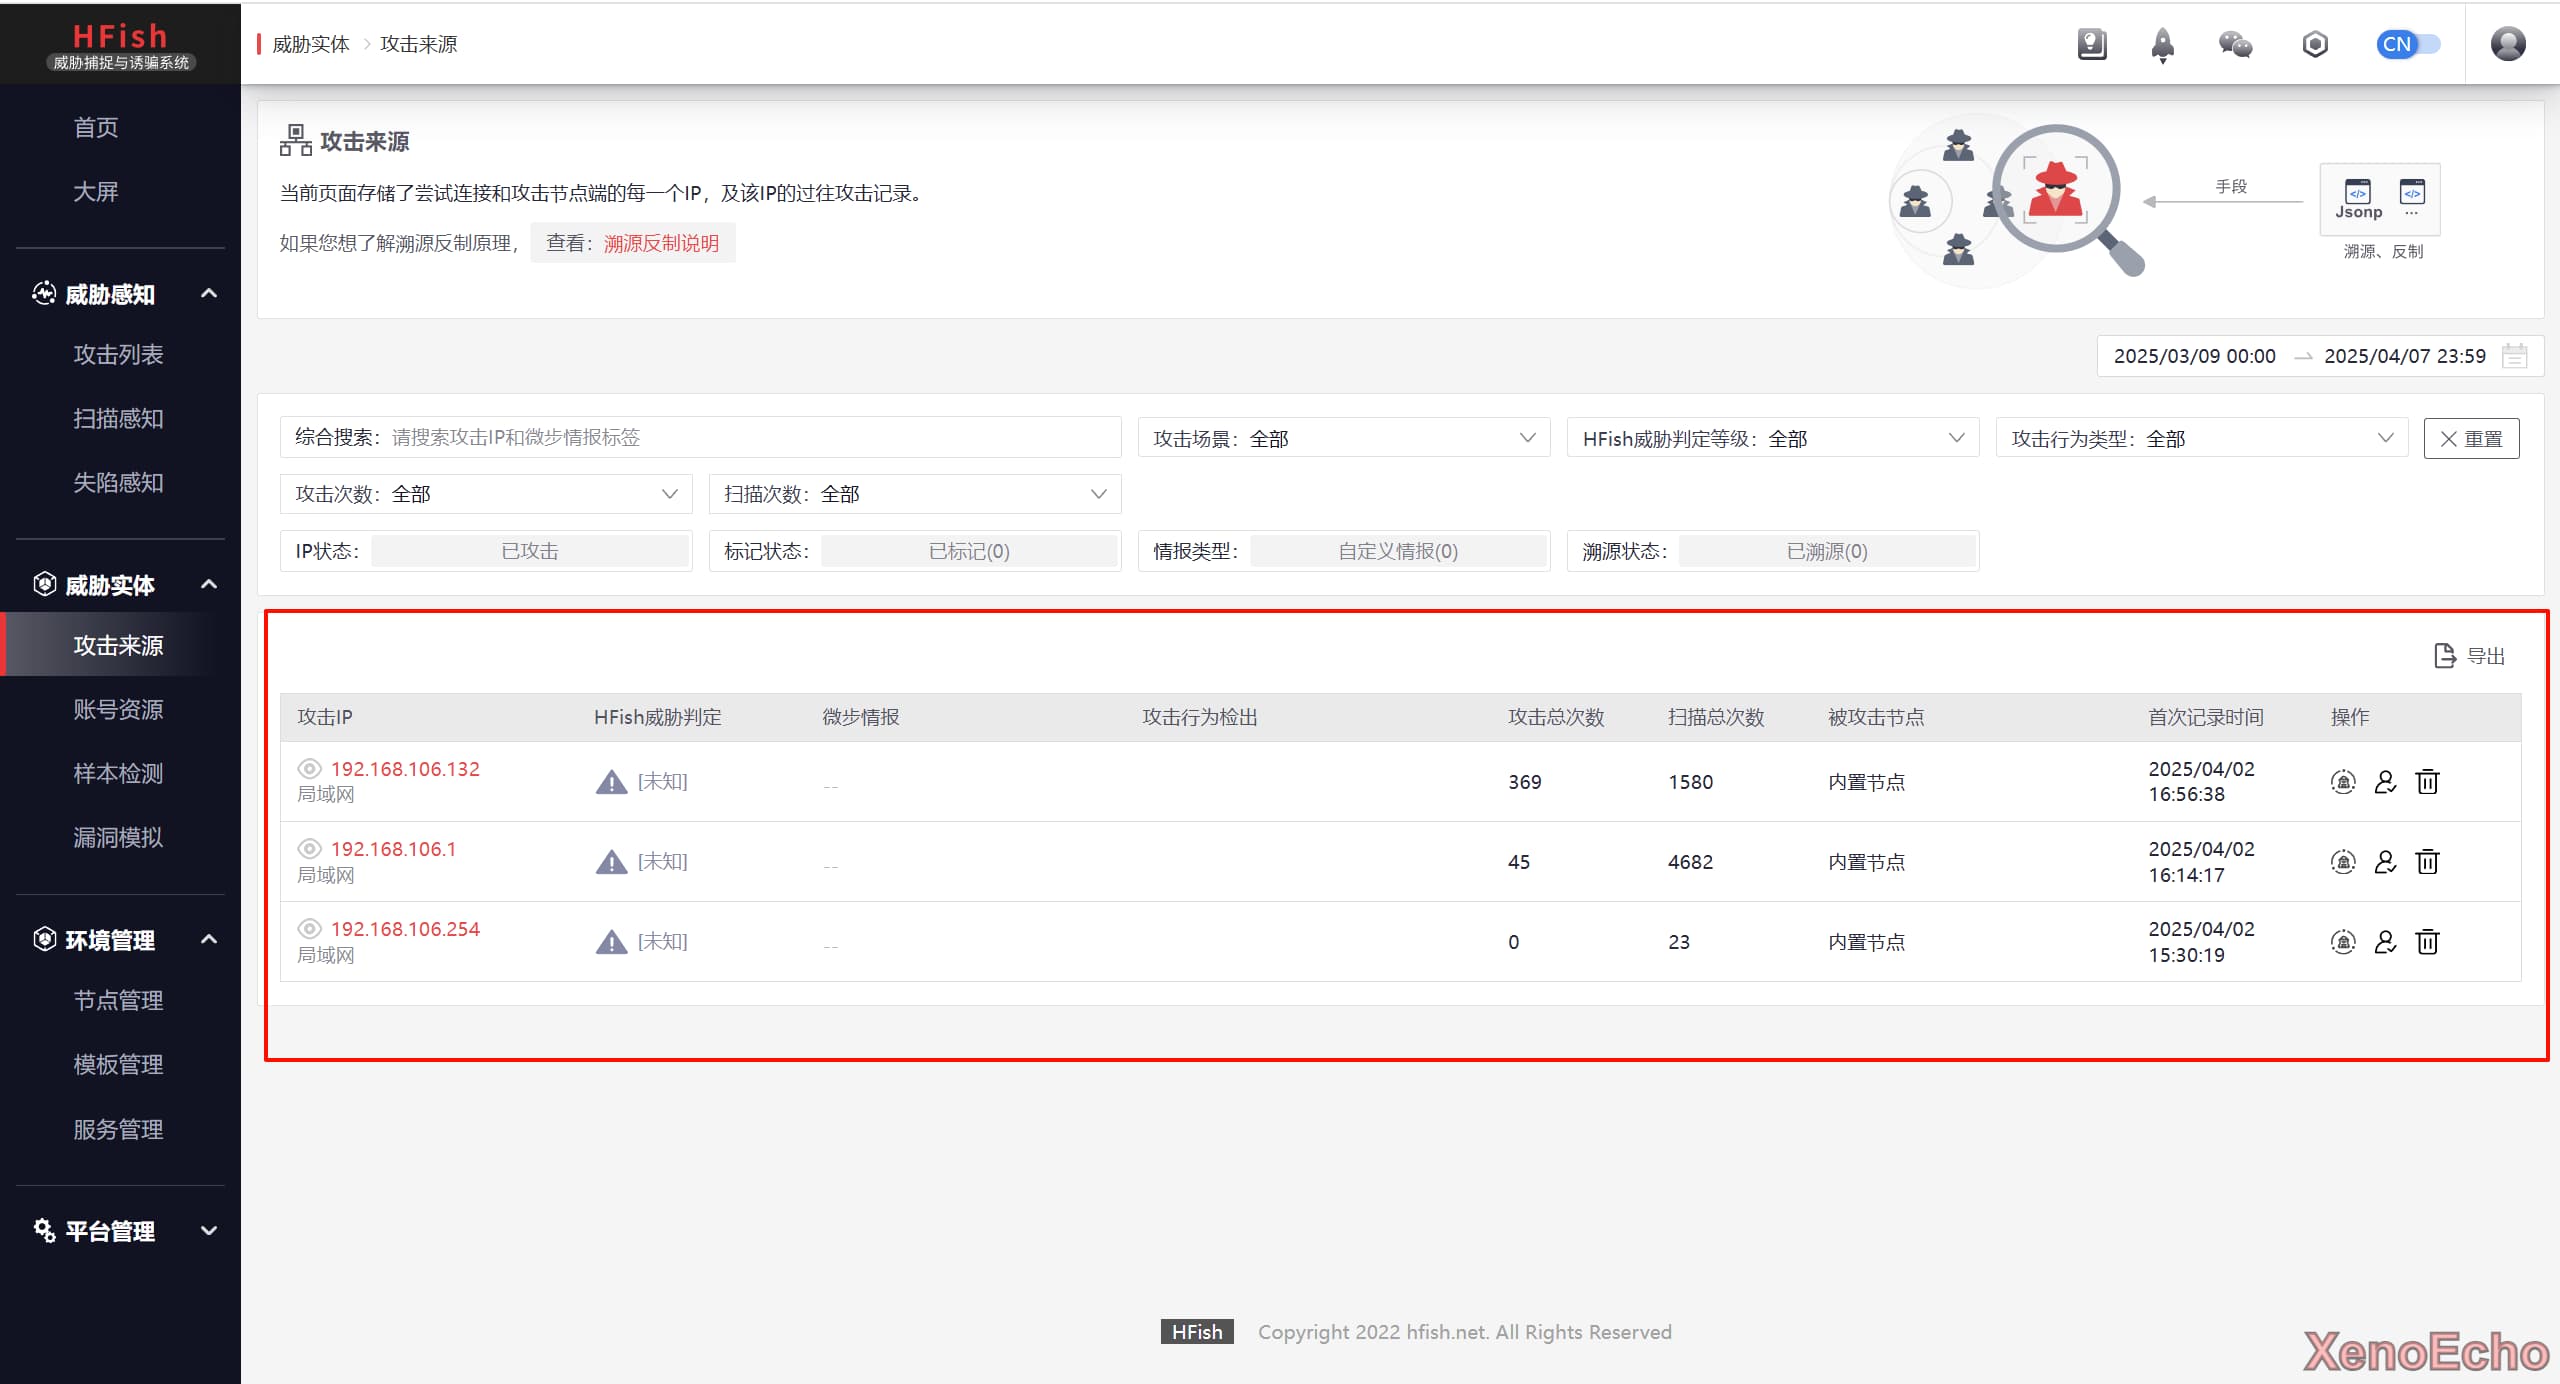 HFish
威胁捕捉与诱骗系统
首页
大屏
威胁感知
攻击列表
扫描感知
失陷感知
威胁实体
攻击来源
账号资源
样本检测
漏洞模拟
环境管理
节点管理
模板管理
服务管理
平台管理
威胁实体 > 攻击来源
CN
攻击来源
当前页面存储了尝试连接和攻击节点端的每一个IP，及该IP的过往攻击记录。
如果您想了解溯源反制原理， 查看：溯源反制说明
手段
Jsonp ...
溯源、反制
2025/03/09 00:00 → 2025/04/07 23:59
综合搜索： 请搜索攻击IP和微步情报标签 攻击场景：全部 HFish威胁判定等级：全部 攻击行为类型：全部 重置
攻击次数：全部 扫描次数：全部
IP状态： 已攻击 标记状态： 已标记(0) 情报类型： 自定义情报(0) 溯源状态： 已溯源(0)
导出
攻击IP HFish威胁判定 微步情报 攻击行为检出 攻击总次数 扫描总次数 被攻击节点 首次记录时间 操作
192.168.106.132 局域网 [未知] -- 369 1580 内置节点 2025/04/02 16:56:38
192.168.106.1 局域网 [未知] -- 45 4682 内置节点 2025/04/02 16:14:17
192.168.106.254 局域网 [未知] -- 0 23 内置节点 2025/04/02 15:30:19
HFish Copyright 2022 hfish.net. All Rights Reserved
XenoEcho